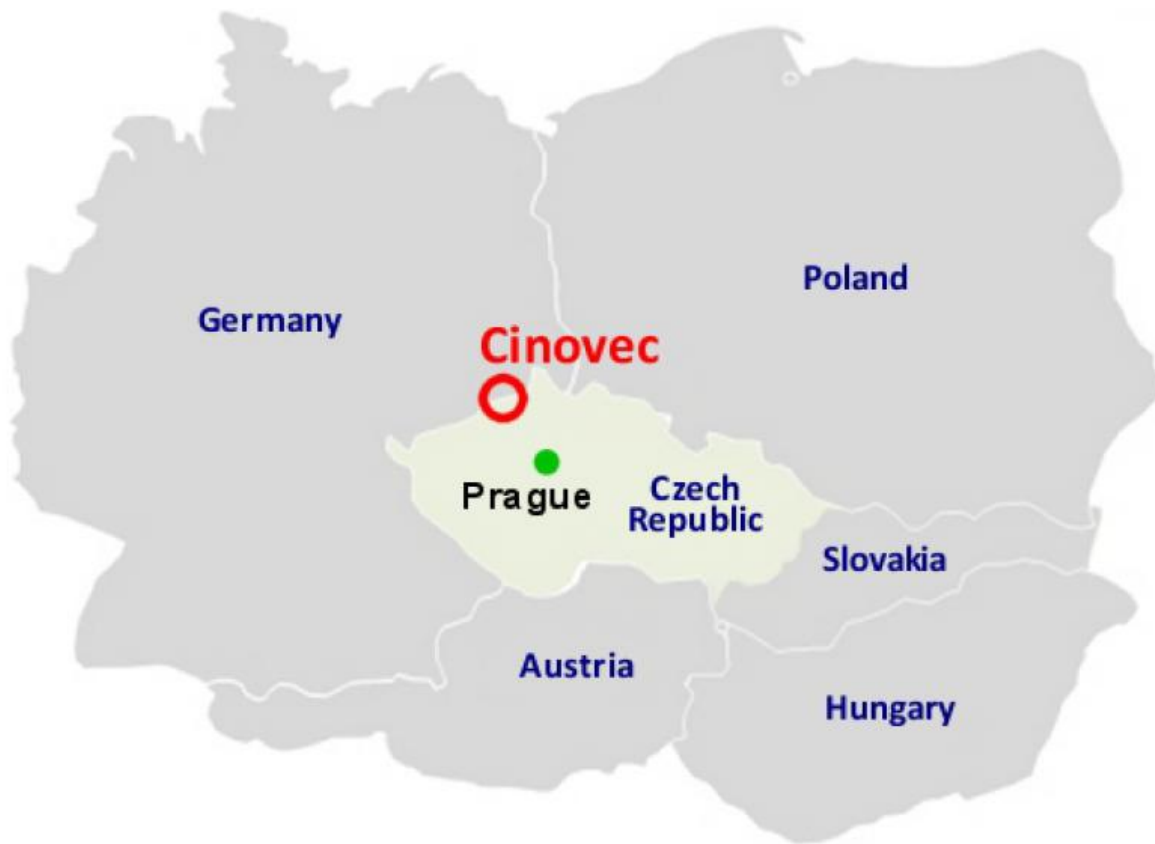 Poland
Germany
Cinovec
Prague
Czech
Republic
Slovakia
Austria
Hungary